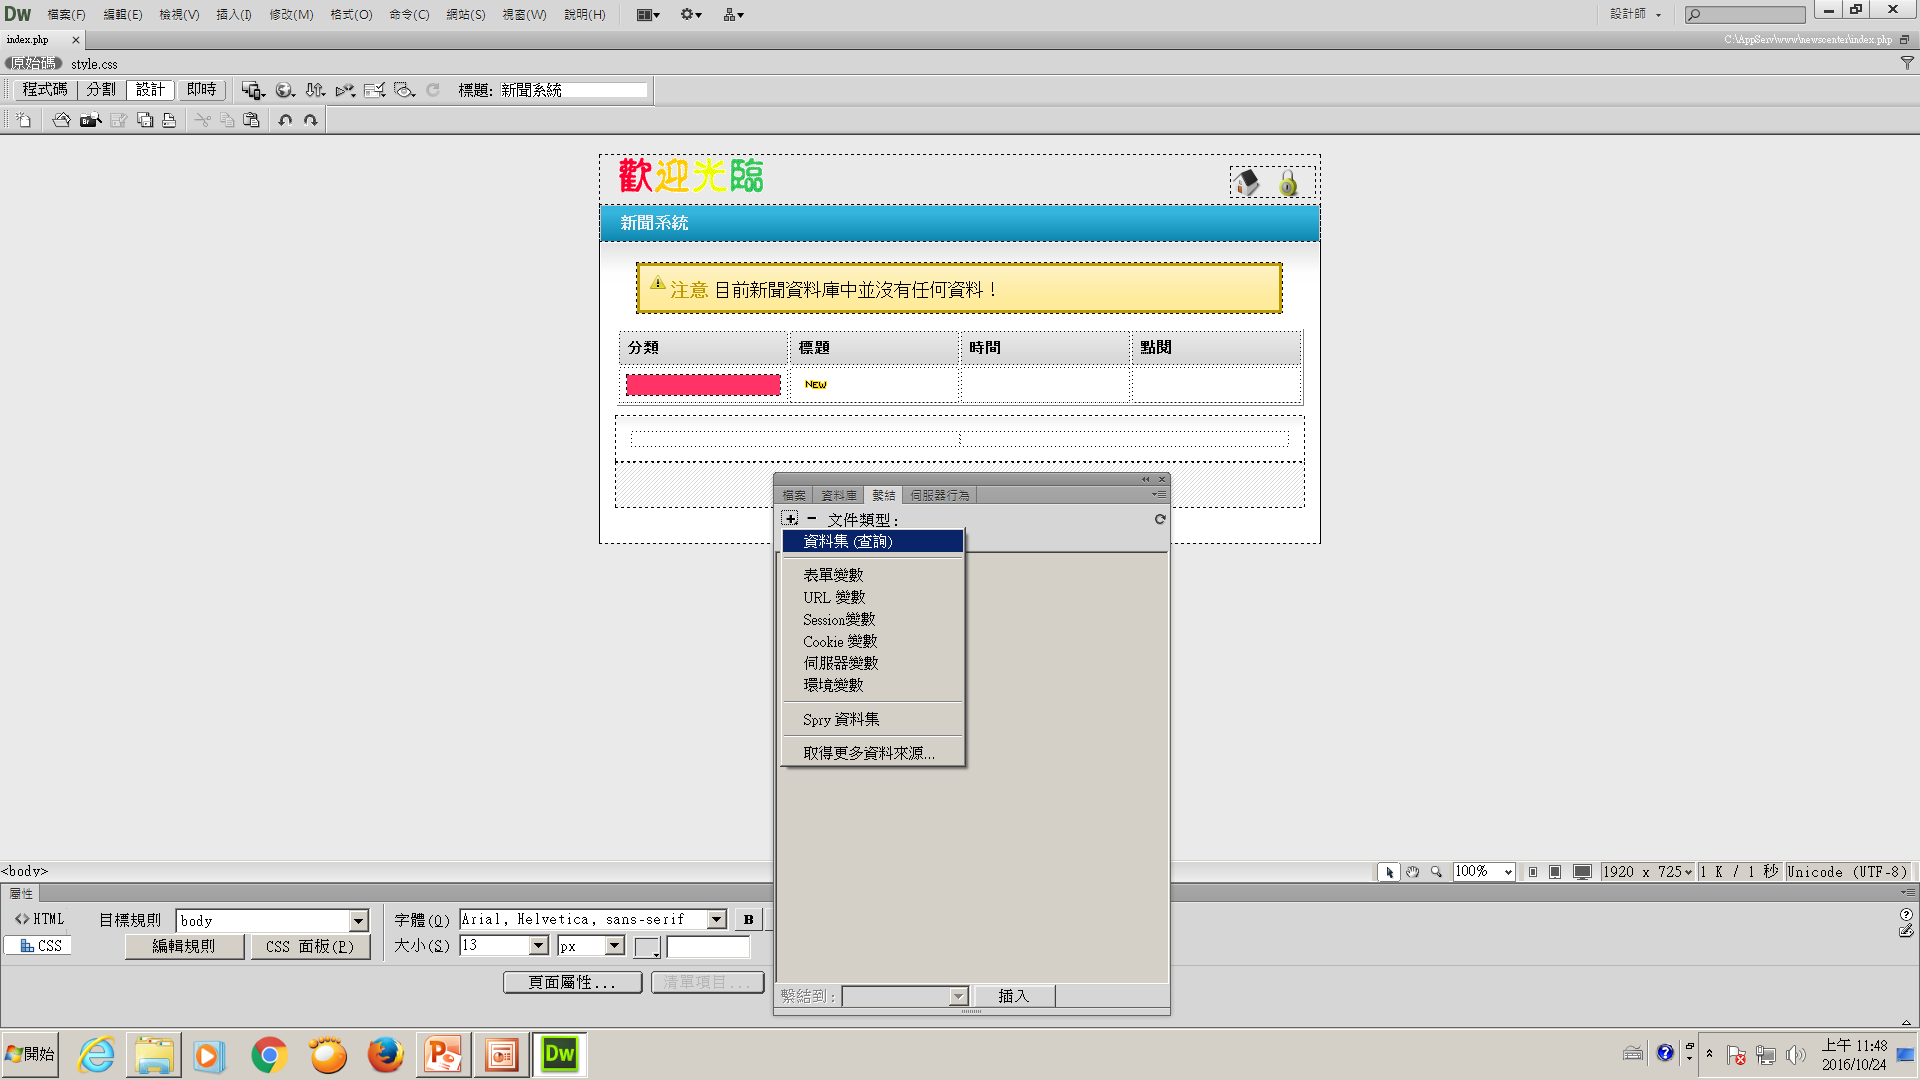 Dw 檔案(F) 編輯(E) 檢視(V) 插入(I) 修改(M) 格式(O) 命令(C) 網站(S) 視窗(W) 說明(H) 設計師
index.php C:\AppServ\www\newscenter\index.php
原始碼 style.css
程式碼 分割 設計 即時 標題: 新聞系統
Br
歡迎光臨
新聞系統
注意 目前新聞資料庫中並沒有任何資料！
分類 標題 時間 點閱
NEW
檔案 資料庫 繫結 伺服器行為
文件類型:
資料集 (查詢)
表單變數
URL 變數
Session變數
Cookie 變數
伺服器變數
環境變數
Spry 資料集
取得更多資料來源...
繫結到: 插入
<body> 100% 1920 x 725 1 K / 1 秒 Unicode (UTF-8)
屬性
<> HTML 目標規則 body 字體(O) Arial, Helvetica, sans-serif B
CSS 編輯規則 CSS 面板(P) 大小(S) 13 px
頁面屬性... 清單項目...
開始 Dw 上午 11:48
2016/10/24